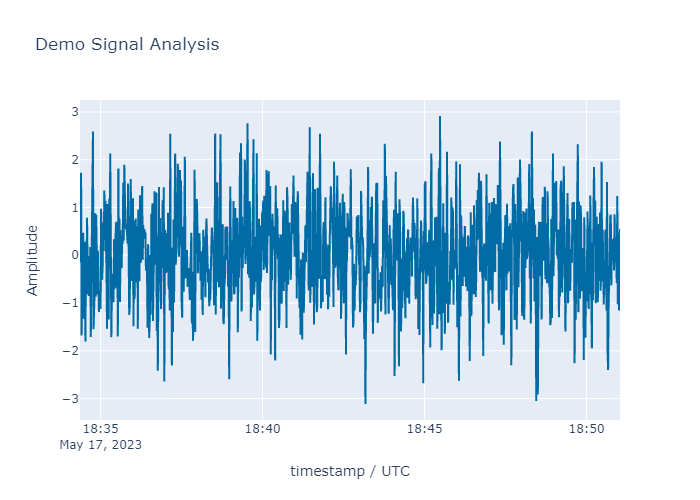 Demo Signal Analysis
3
2
1
0
−1
−2
−3
Amplitude
18:35
18:40
18:45
18:50
May 17, 2023
timestamp / UTC